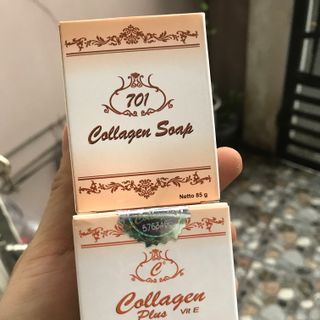 701
Collagen Soap
Netto 85 g
C
Collagen
Plus Vit E